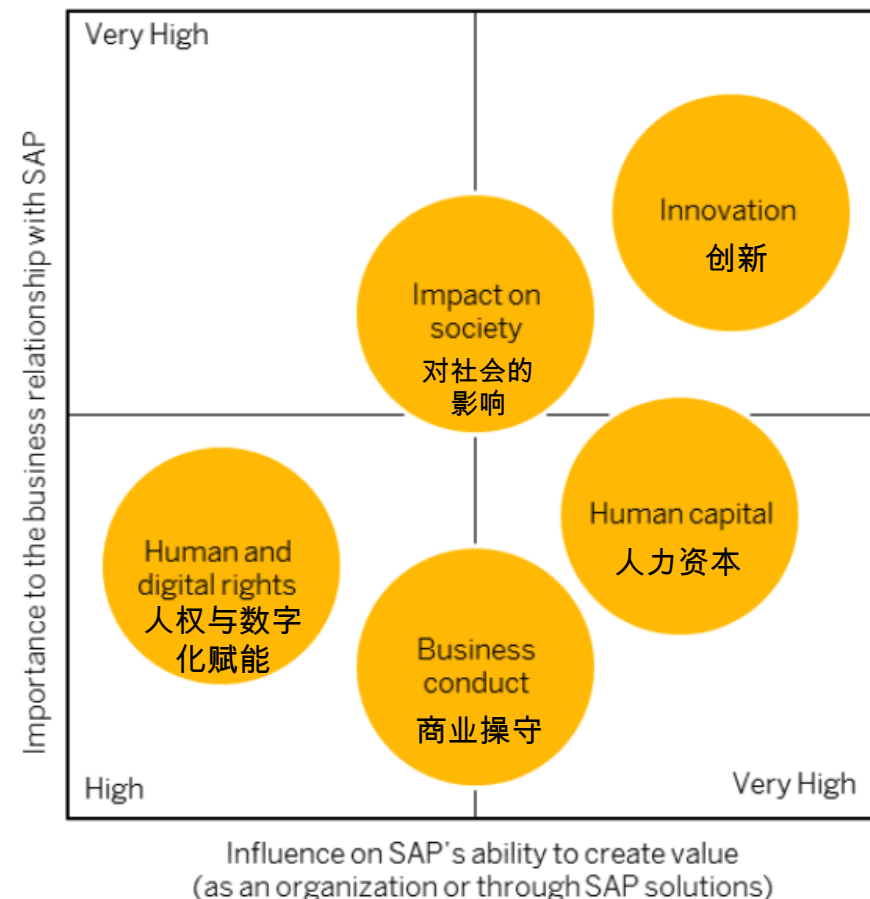 Very High
Importance to the business relationship with SAP
Innovation
创新
Impact on
society
对社会的
影响
Human capital
人力资本
Human and
digital rights
人权与数字
化赋能
Business
conduct
商业操守
High
Very High
Influence on SAP's ability to create value
(as an organization or through SAP solutions)